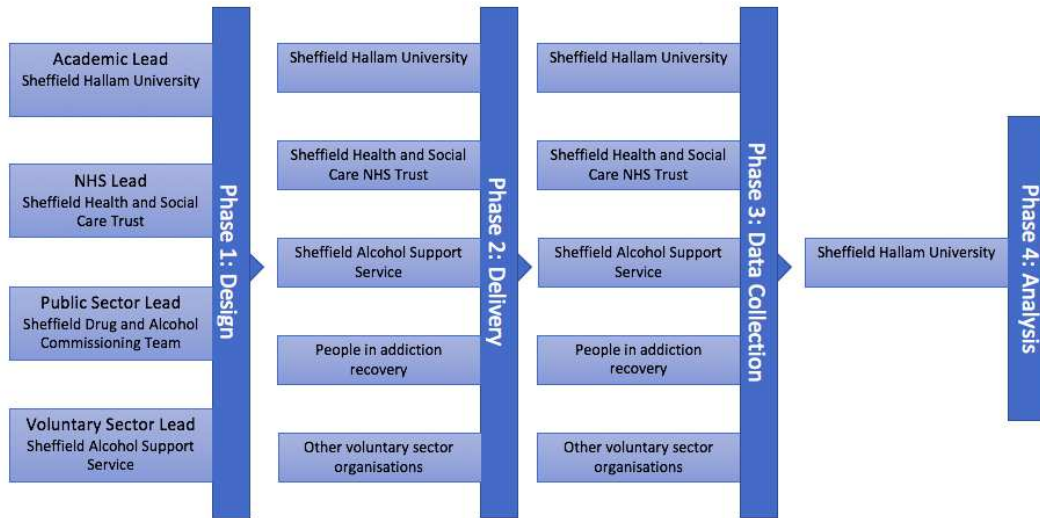 Academic Lead
Sheffield Hallam University
NHS Lead
Sheffield Health and Social
Care Trust
Public Sector Lead
Sheffield Drug and Alcohol
Commissioning Team
Voluntary Sector Lead
Sheffield Alcohol Support
Service
Phase 1: Design
Sheffield Hallam University
Sheffield Health and Social
Care NHS Trust
Sheffield Alcohol Support
Service
People in addiction
recovery
Other voluntary sector
organisations
Phase 2: Delivery
Sheffield Hallam University
Sheffield Health and Social
Care NHS Trust
Sheffield Alcohol Support
Service
People in addiction
recovery
Other voluntary sector
organisations
Phase 3: Data Collection
Sheffield Hallam University
Phase 4: Analysis